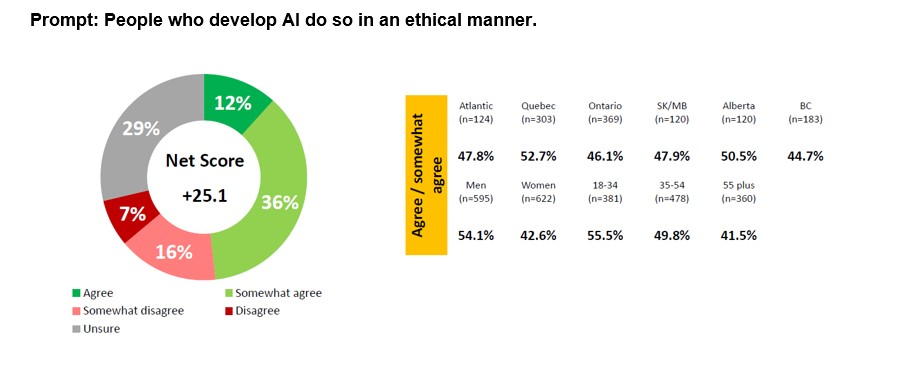 Prompt: People who develop AI do so in an ethical manner.
12%
29%
Net Score
+25.1
36%
7%
16%
Agree
Somewhat agree
Somewhat disagree
Disagree
Unsure
Agree / somewhat
agree
Atlantic Quebec Ontario SK/MB Alberta BC
(n=124) (n=303) (n=369) (n=120) (n=120) (n=183)
47.8% 52.7% 46.1% 47.9% 50.5% 44.7%
Men Women 18-34 35-54 55 plus
(n=595) (n=622) (n=381) (n=478) (n=360)
54.1% 42.6% 55.5% 49.8% 41.5%